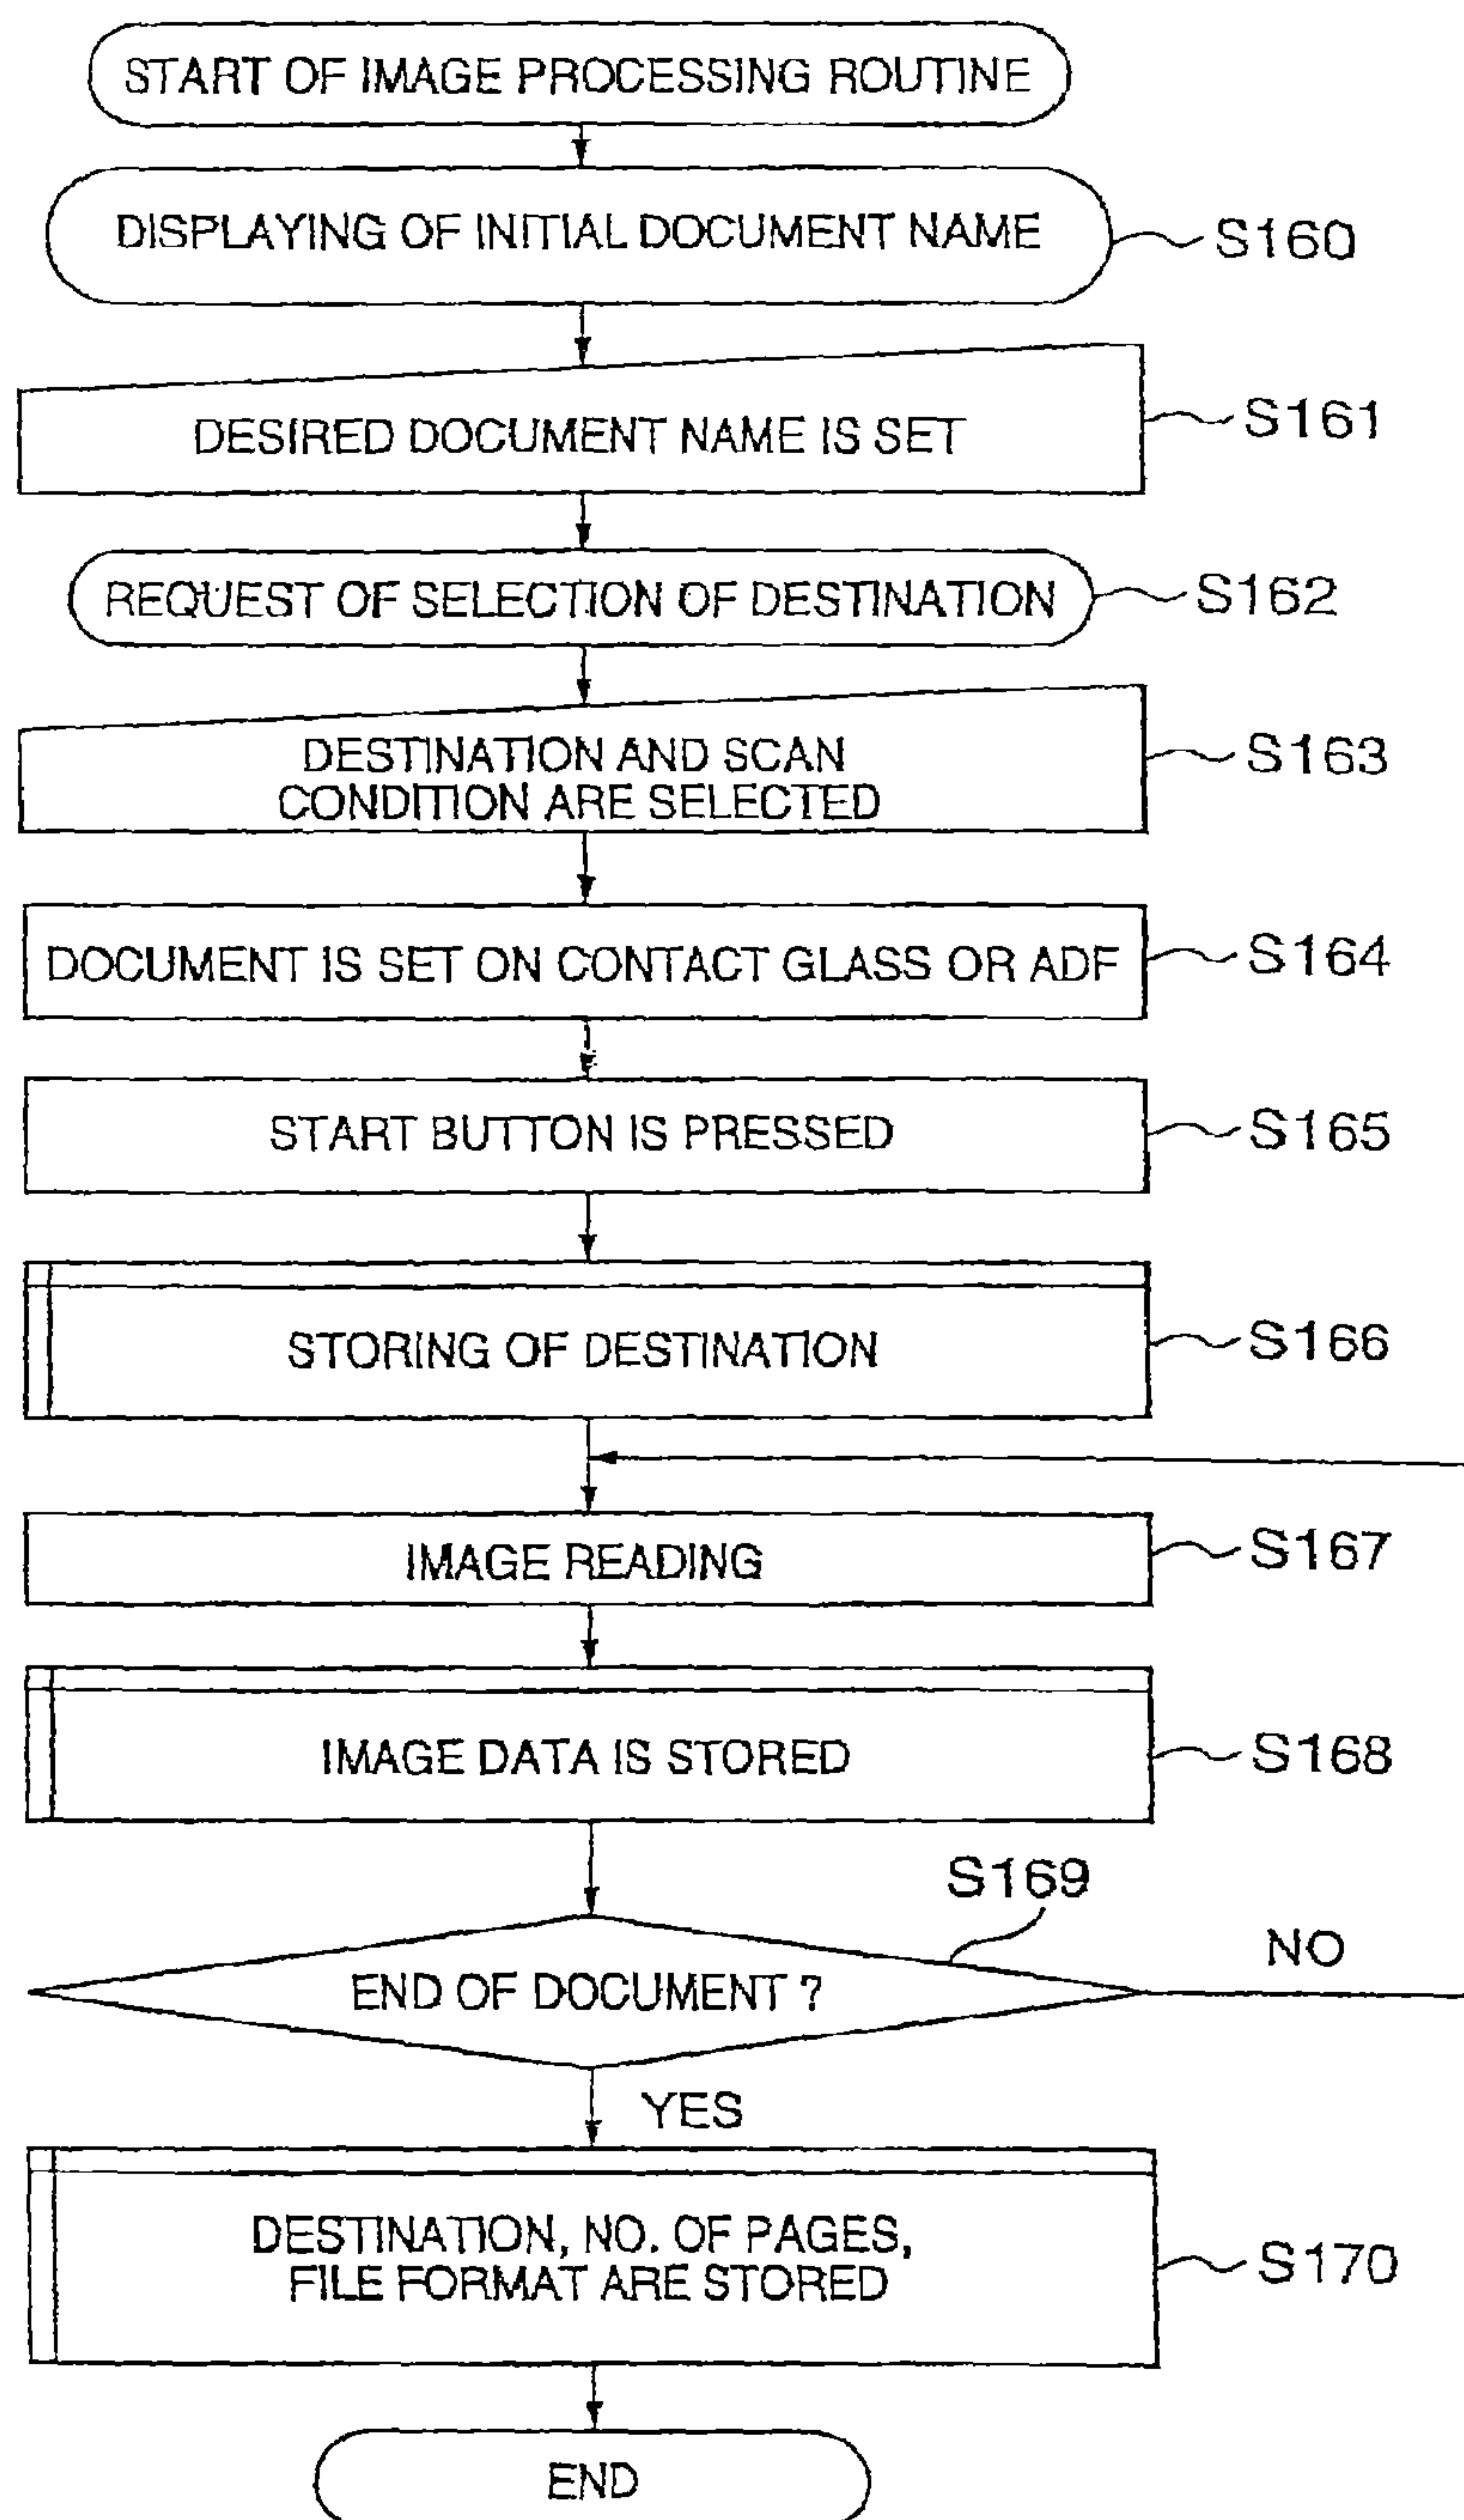 START OF IMAGE PROCESSING ROUTINE
DISPLAYING OF INITIAL DOCUMENT NAME
S160
DESIRED DOCUMENT NAME IS SET
S161
REQUEST OF SELECTION OF DESTINATION
S162
DESTINATION AND SCAN
CONDITION ARE SELECTED
S163
DOCUMENT IS SET ON CONTACT GLASS OR ADF
S164
START BUTTON IS PRESSED
S165
STORING OF DESTINATION
S166
IMAGE READING
S167
IMAGE DATA IS STORED
S168
S169
END OF DOCUMENT ?
NO
YES
DESTINATION, NO. OF PAGES,
FILE FORMAT ARE STORED
S170
END